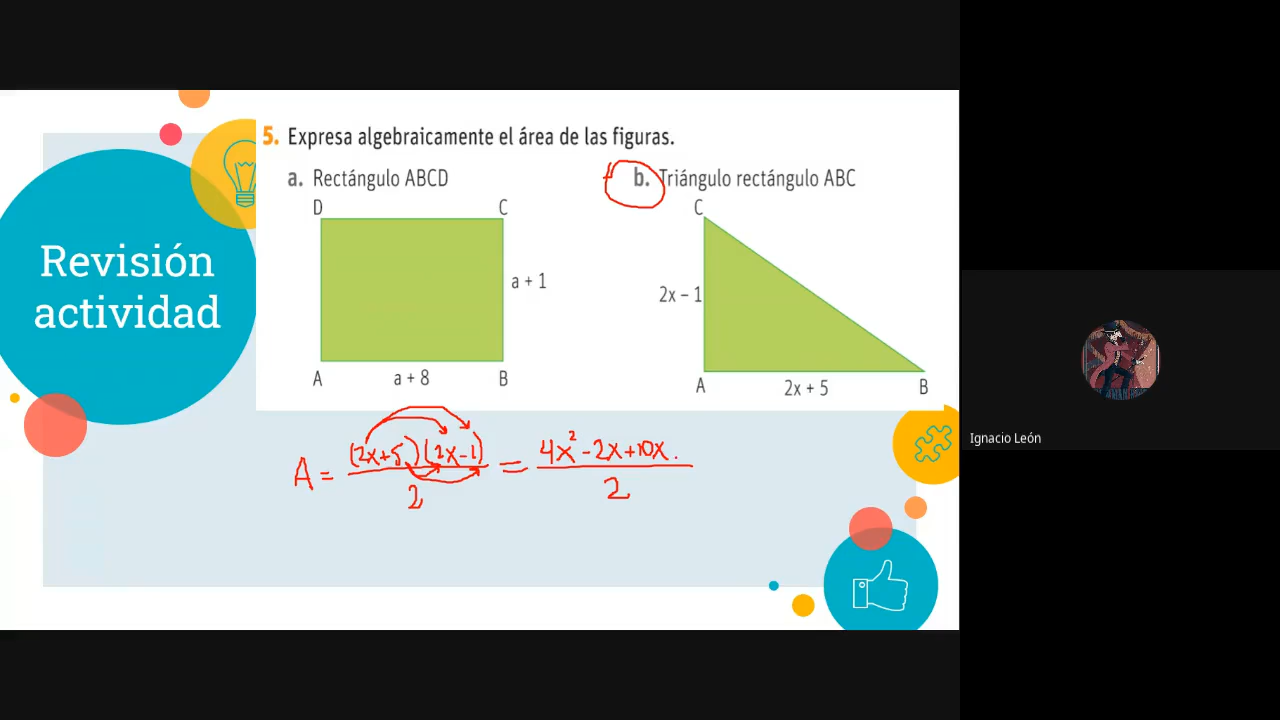 Revisión
actividad
5. Expresa algebraicamente el área de las figuras.
a. Rectángulo ABCD
D C
a + 1
A a + 8 B
b. Triángulo rectángulo ABC
C
2x – 1
A 2x + 5 B
A = (2x+5)(2x-1) / 2 = 4x² - 2x + 10x. / 2
Ignacio León